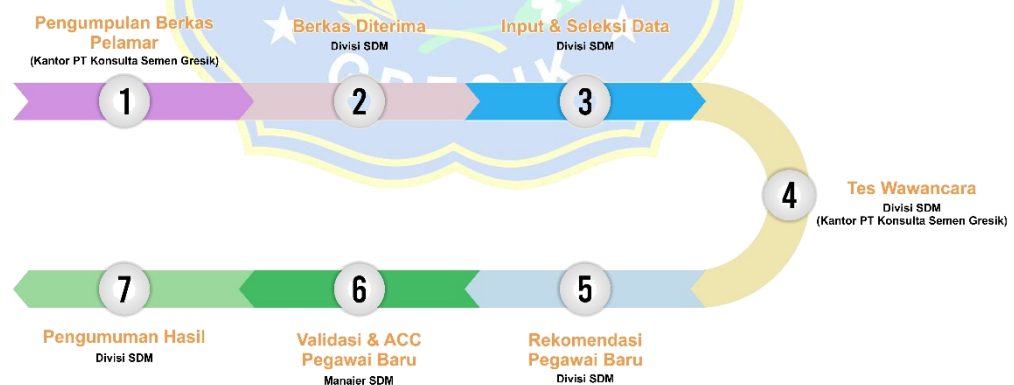 Pengumpulan Berkas
Pelamar
(Kantor PT Konsulta Semen Gresik)
1
Berkas Diterima
Divisi SDM
2
Input & Seleksi Data
Divisi SDM
3
GRESIK
4
Tes Wawancara
Divisi SDM
(Kantor PT Konsulta Semen Gresik)
5
Rekomendasi
Pegawai Baru
Divisi SDM
6
Validasi & ACC
Pegawai Baru
Manajer SDM
7
Pengumuman Hasil
Divisi SDM